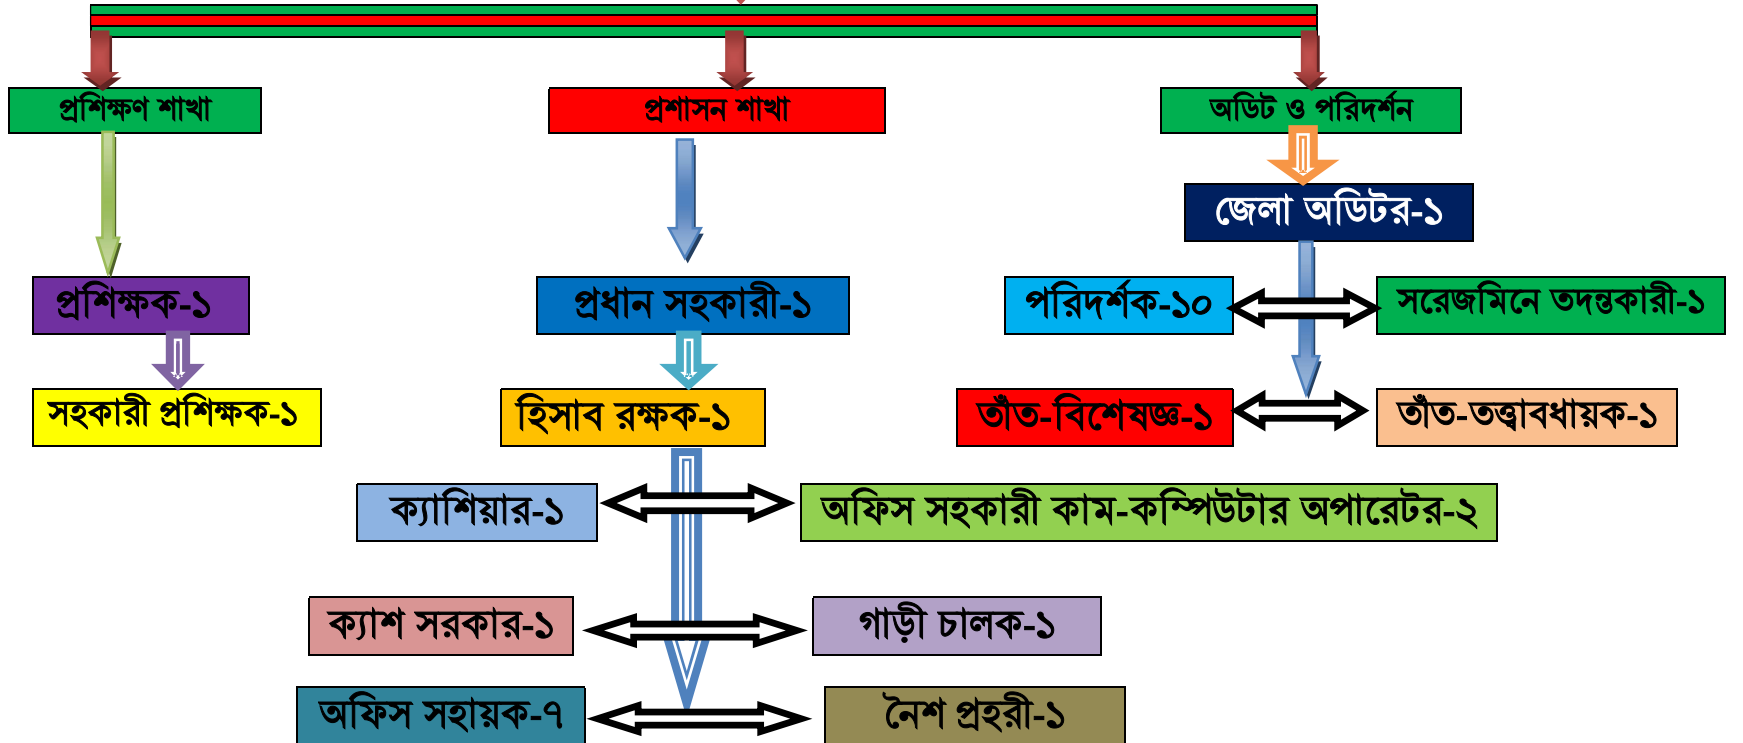 প্রশিক্ষণ শাখা
প্রশাসন শাখা
অডিট ও পরিদর্শন
জেলা অডিটর-১
প্রশিক্ষক-১
প্রধান সহকারী-১
পরিদর্শক-১০
সরেজমিনে তদন্তকারী-১
সহকারী প্রশিক্ষক-১
হিসাব রক্ষক-১
তাঁত-বিশেষজ্ঞ-১
তাঁত-তত্ত্বাবধায়ক-১
ক্যাশিয়ার-১
অফিস সহকারী কাম-কম্পিউটার অপারেটর-২
ক্যাশ সরকার-১
গাড়ী চালক-১
অফিস সহায়ক-৭
নৈশ প্রহরী-১